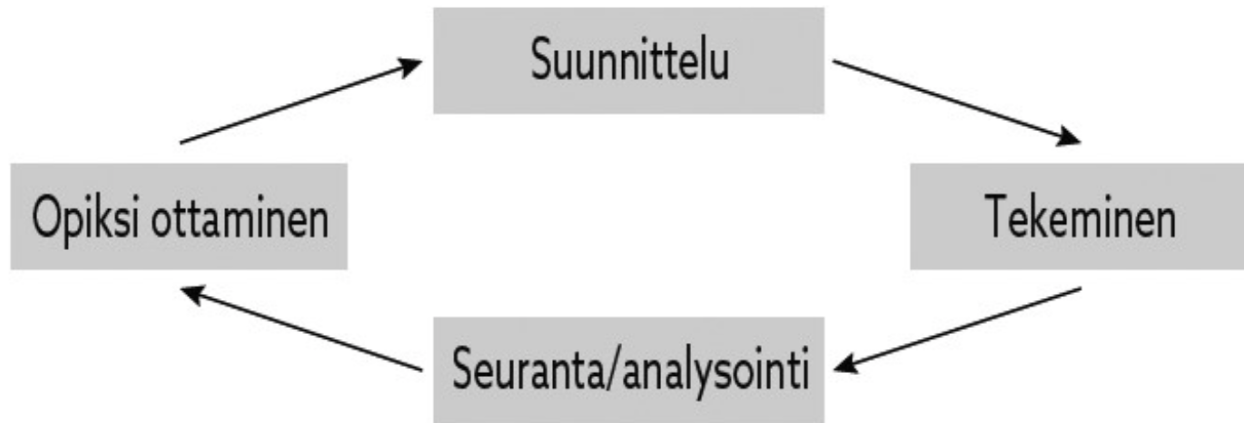 Suunnittelu
Opiksi ottaminen
Tekeminen
Seuranta/analysointi